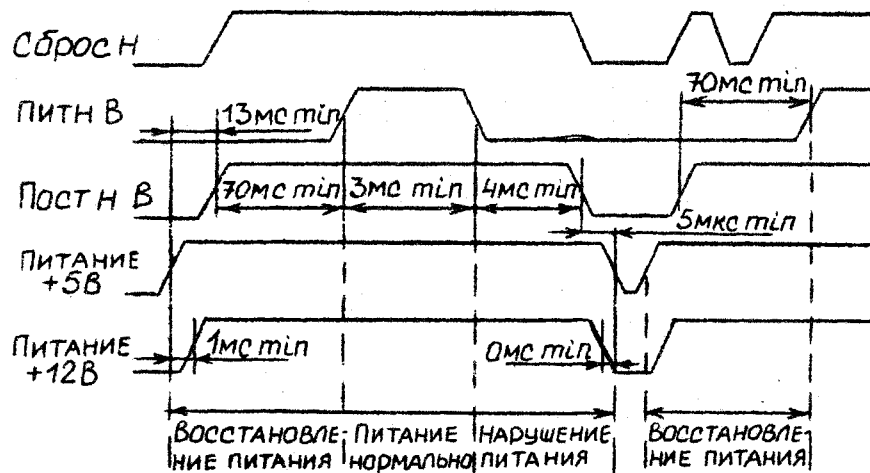 Сброс Н
70мс min
ПИТН В
13мс min
Пост Н В
70мс min
3мс min
4мс min
5мкс min
ПИТАНИЕ
+5В
ПИТАНИЕ
+12В
1мс min
0мс min
ВОССТАНОВЛЕ-
НИЕ ПИТАНИЯ
ПИТАНИЕ
НОРМАЛЬНО
НАРУШЕНИЕ
ПИТАНИЯ
ВОССТАНОВЛЕ-
НИЕ ПИТАНИЯ